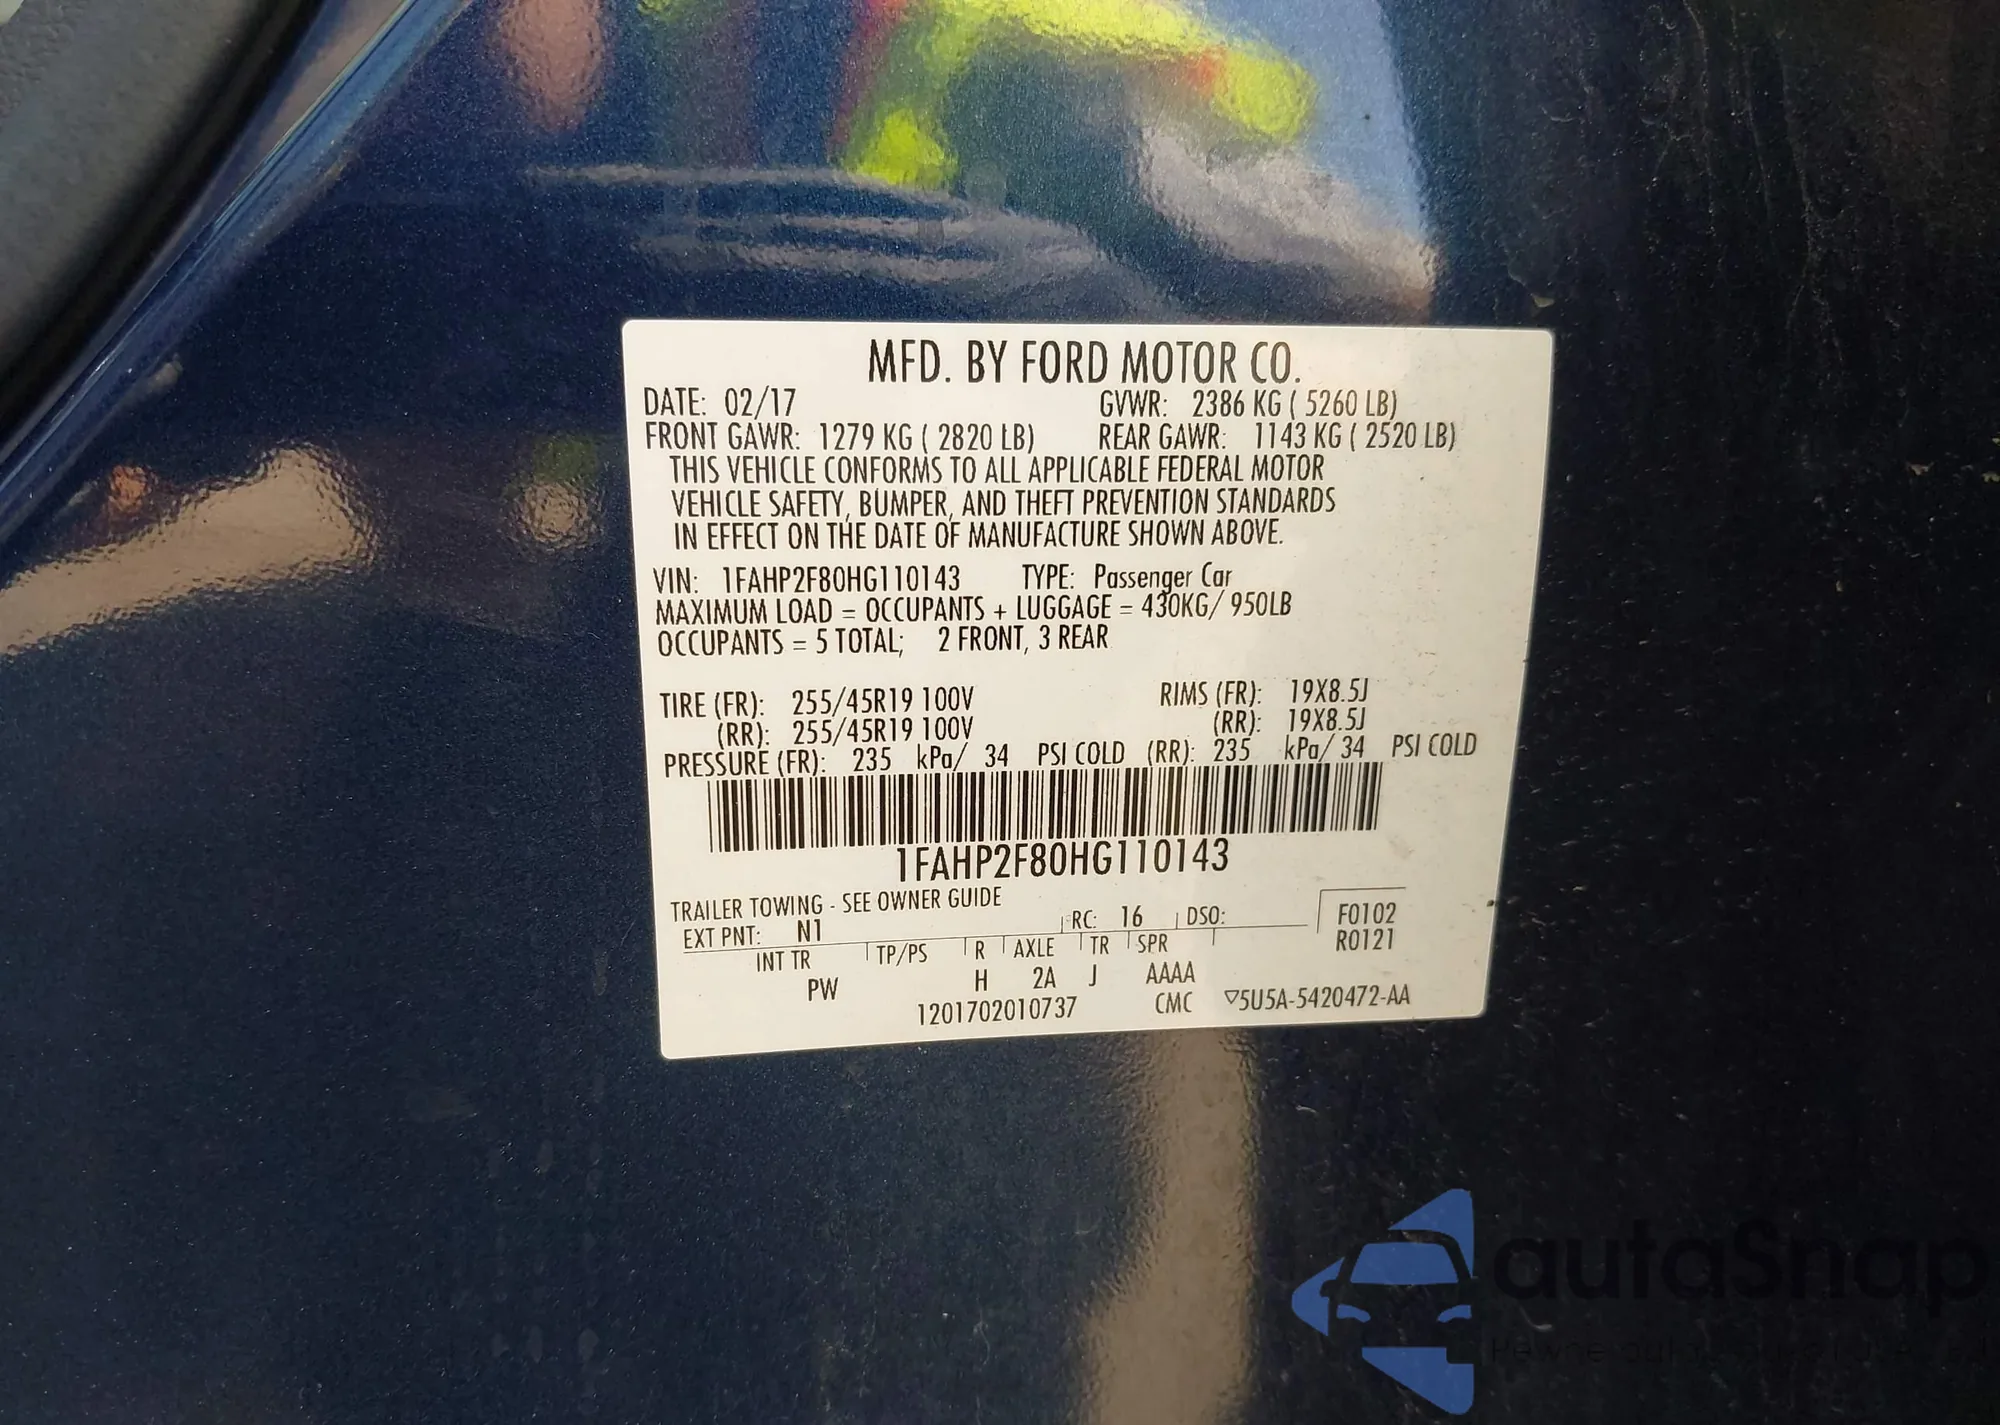 MFD. BY FORD MOTOR CO.
DATE: 02/17 GVWR: 2386 KG ( 5260 LB)
FRONT GAWR: 1279 KG ( 2820 LB) REAR GAWR: 1143 KG ( 2520 LB)
THIS VEHICLE CONFORMS TO ALL APPLICABLE FEDERAL MOTOR
VEHICLE SAFETY, BUMPER, AND THEFT PREVENTION STANDARDS
IN EFFECT ON THE DATE OF MANUFACTURE SHOWN ABOVE.
VIN: 1FAHP2F80HG110143 TYPE: Passenger Car
MAXIMUM LOAD = OCCUPANTS + LUGGAGE = 430KG/ 950LB
OCCUPANTS = 5 TOTAL; 2 FRONT, 3 REAR
TIRE (FR): 255/45R19 100V RIMS (FR): 19X8.5J
(RR): 255/45R19 100V (RR): 19X8.5J
PRESSURE (FR): 235 kPa/ 34 PSI COLD (RR): 235 kPa/ 34 PSI COLD
1FAHP2F80HG110143
TRAILER TOWING - SEE OWNER GUIDE
EXT PNT: N1 RC: 16 DSO: F0102
R0121
INT TR TP/PS R AXLE TR SPR
PW H 2A J AAAA
1201702010737 CMC ▽5U5A-5420472-AA
autoSnap